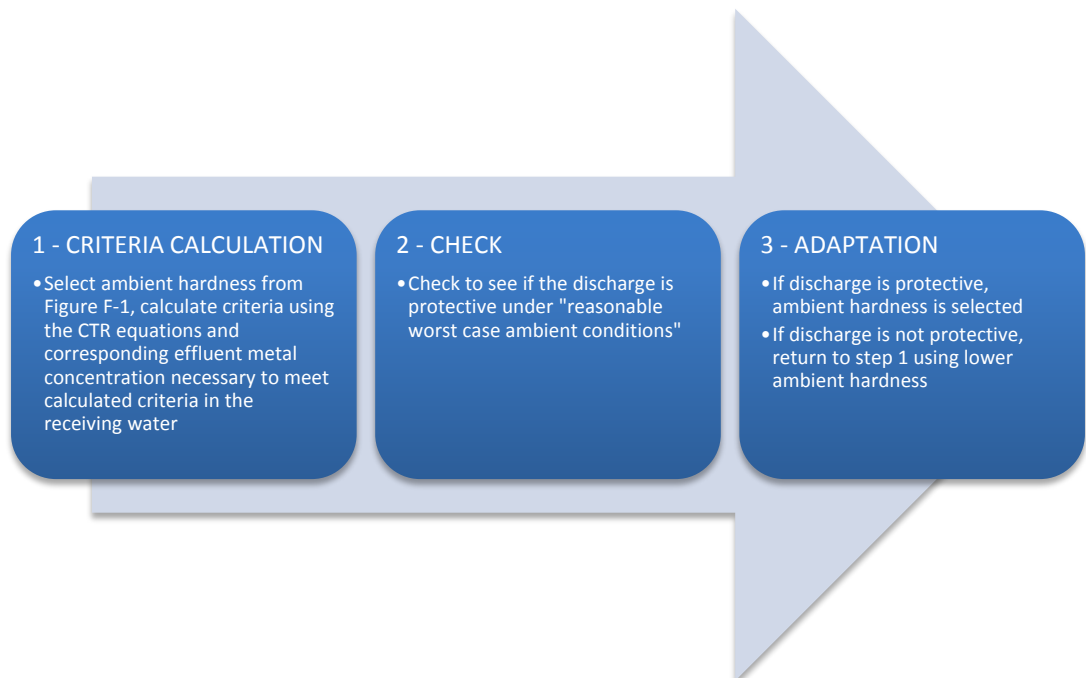 1 - CRITERIA CALCULATION
•Select ambient hardness from
Figure F-1, calculate criteria using
the CTR equations and
corresponding effluent metal
concentration necessary to meet
calculated criteria in the
receiving water
2 - CHECK
•Check to see if the discharge is
protective under "reasonable
worst case ambient conditions"
3 - ADAPTATION
•If discharge is protective,
ambient hardness is selected
•If discharge is not protective,
return to step 1 using lower
ambient hardness